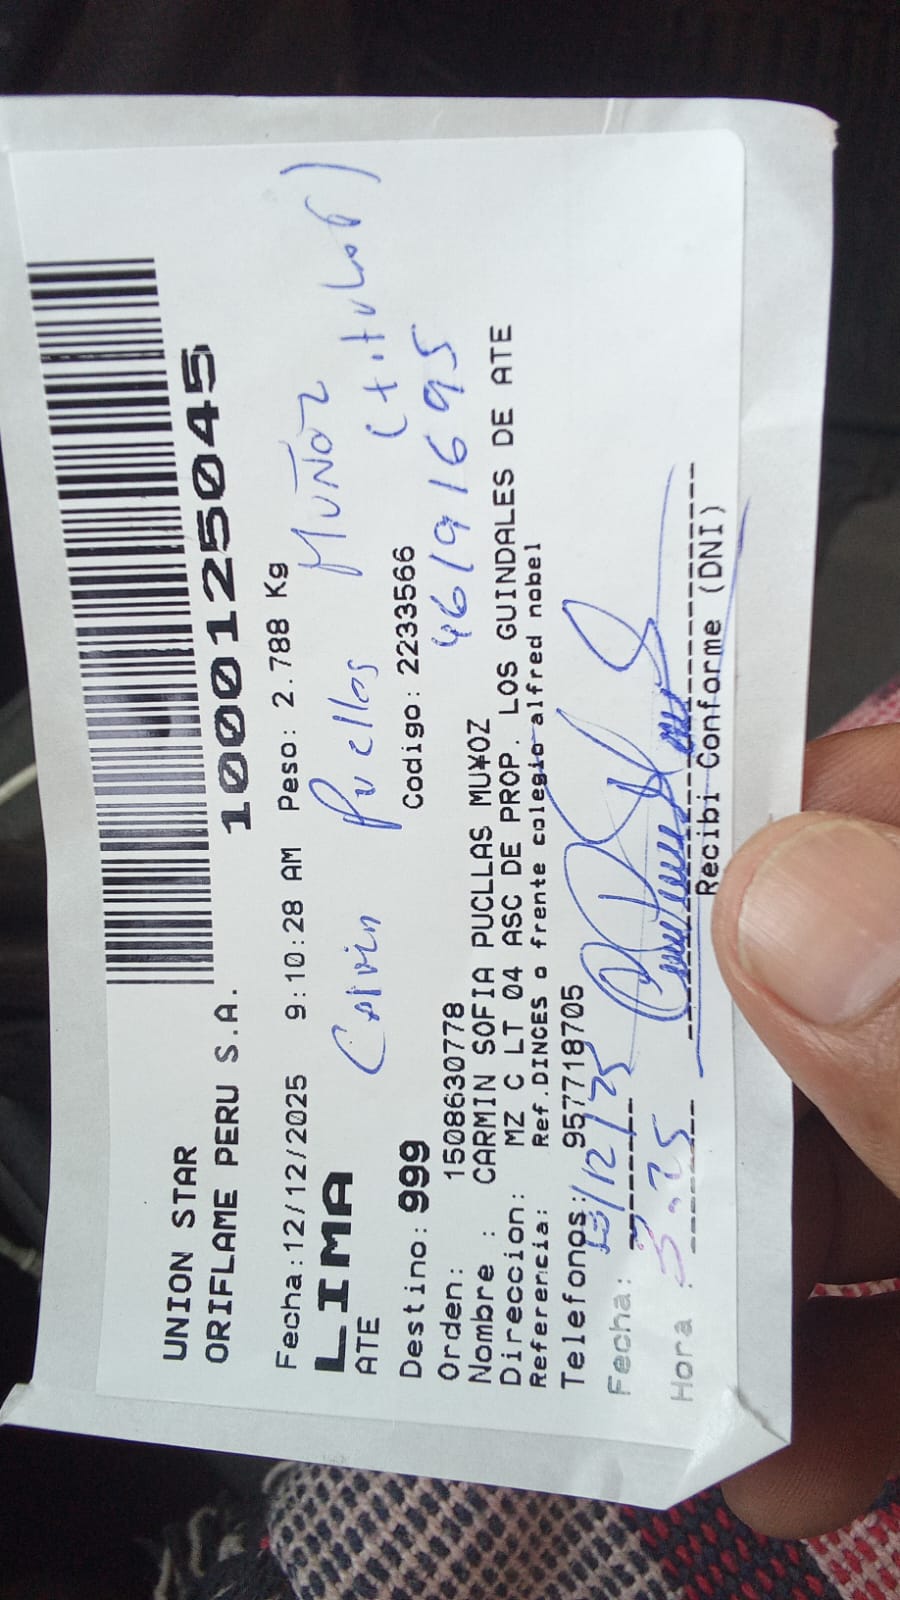 UNION STAR
ORIFLAME PERU S.A.
1000125045
Fecha:12/12/2025 9:10:28 AM Peso: 2.788 Kg
LIMA
Carvin Puellas MUÑOZ
ATE
(titular)
Destino: 999 Codigo: 2233566
46191695
Orden: 1508630778
Nombre : CARMIN SOFIA PUCLLAS MU¥OZ
Direccion: MZ C LT 04 ASC DE PROP. LOS GUINDALES DE ATE
Referencia: Ref.DINCES o frente colegio alfred nobel
Telefonos: 957718705
Fecha: 13/12/25
Hora : 3:25
Recibi Conforme (DNI)